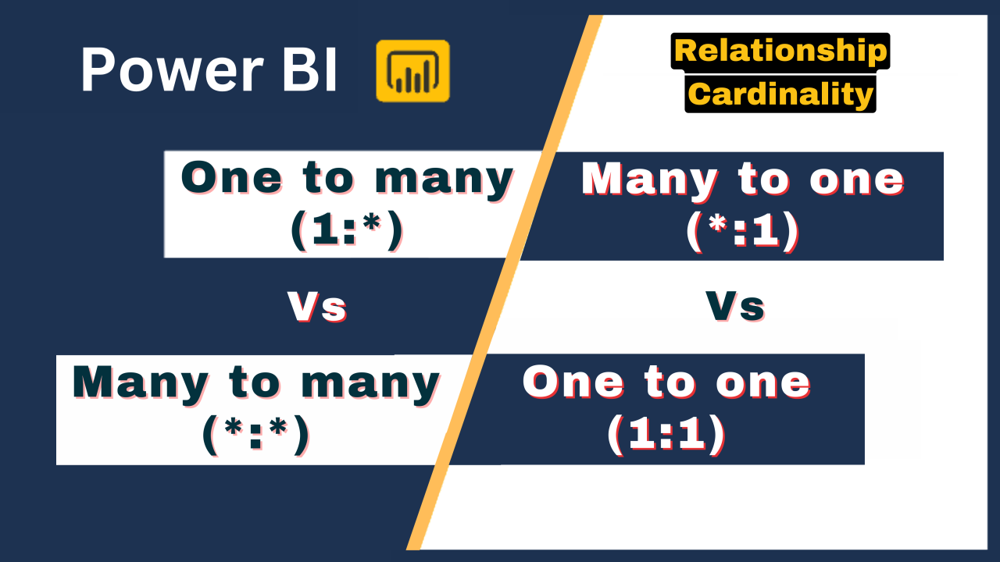 Power BI
Relationship
Cardinality
One to many
(1:*)
Many to one
(*:1)
Vs
Vs
Many to many
(*:*)
One to one
(1:1)